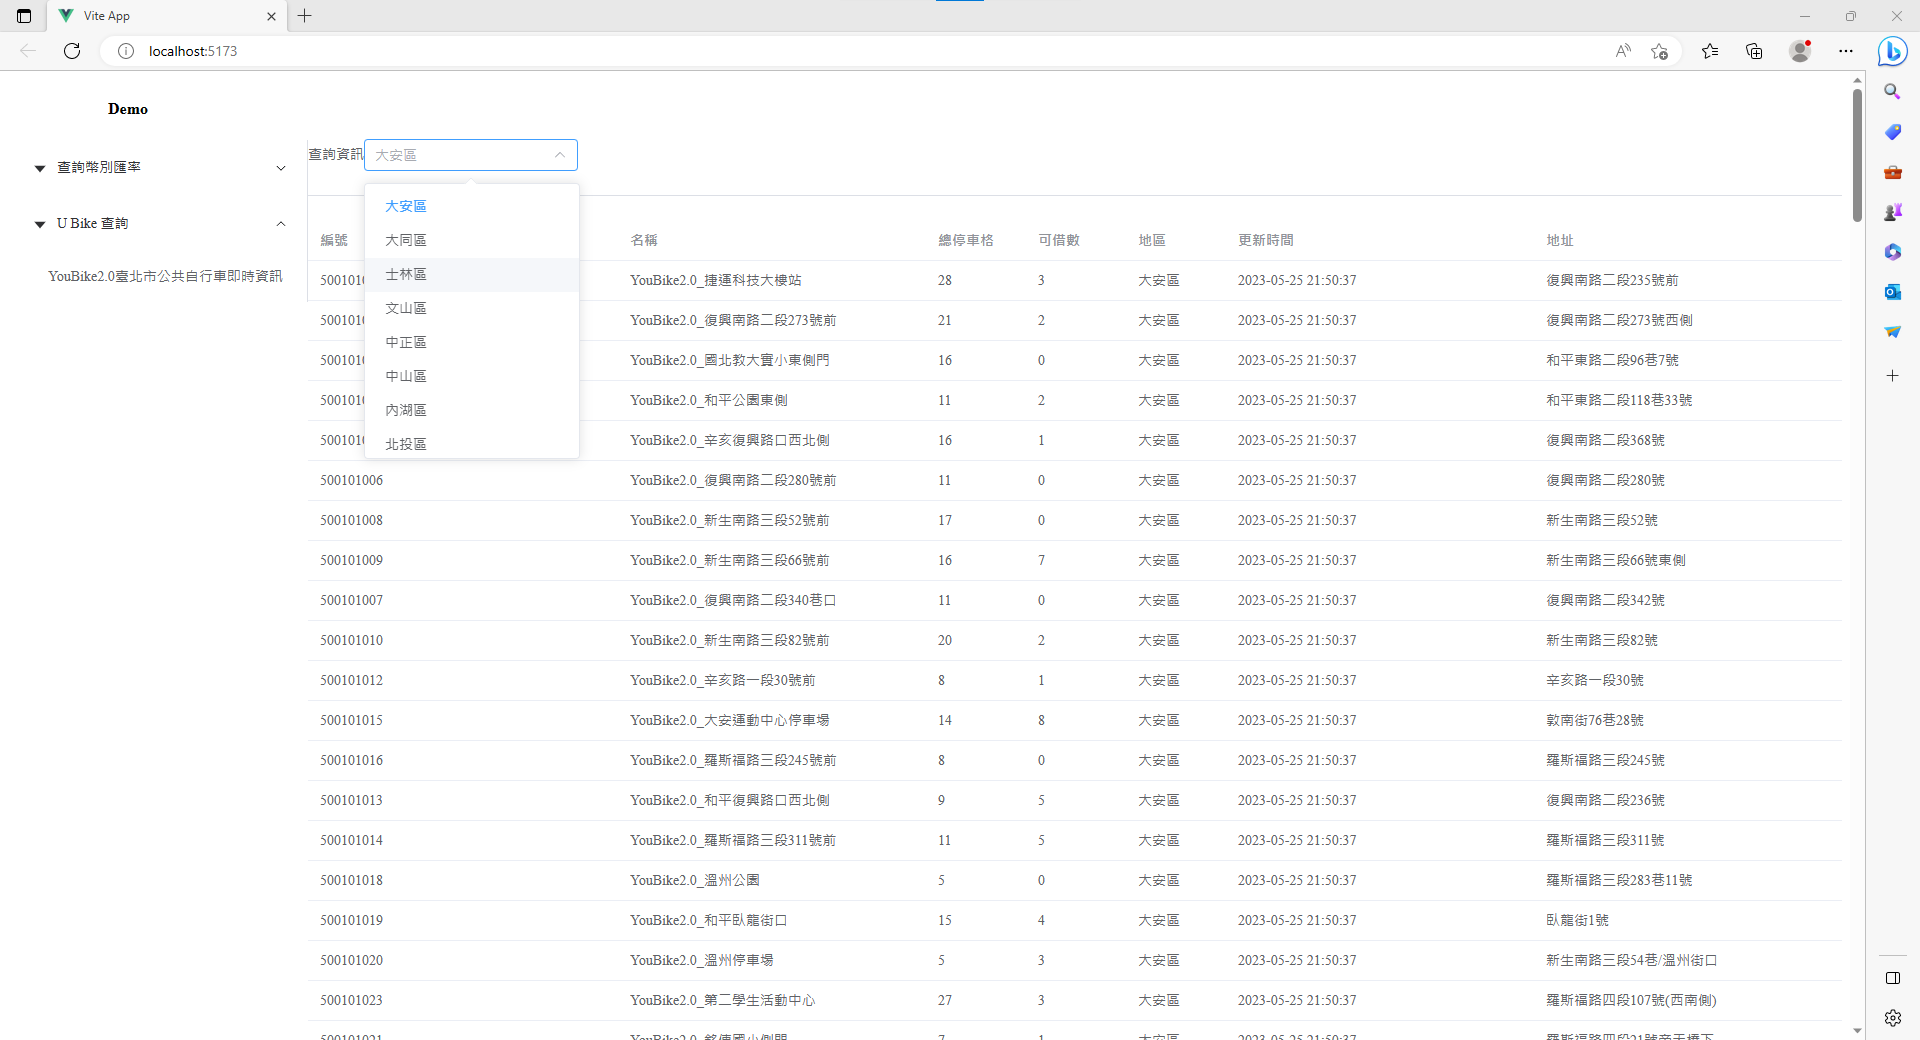 Vite App
localhost:5173
Demo
查詢幣別匯率
U Bike 查詢
YouBike2.0臺北市公共自行車即時資訊
查詢資訊 大安區
大安區
大同區
士林區
文山區
中正區
中山區
內湖區
北投區
編號 名稱 總停車格 可借數 地區 更新時間 地址
50010 YouBike2.0_捷運科技大樓站 28 3 大安區 2023-05-25 21:50:37 復興南路二段235號前
50010 YouBike2.0_復興南路二段273號前 21 2 大安區 2023-05-25 21:50:37 復興南路二段273號西側
50010 YouBike2.0_國北教大實小東側門 16 0 大安區 2023-05-25 21:50:37 和平東路二段96巷7號
50010 YouBike2.0_和平公園東側 11 2 大安區 2023-05-25 21:50:37 和平東路二段118巷33號
50010 YouBike2.0_辛亥復興路口西北側 16 1 大安區 2023-05-25 21:50:37 復興南路二段368號
500101006 YouBike2.0_復興南路二段280號前 11 0 大安區 2023-05-25 21:50:37 復興南路二段280號
500101008 YouBike2.0_新生南路三段52號前 17 0 大安區 2023-05-25 21:50:37 新生南路三段52號
500101009 YouBike2.0_新生南路三段66號前 16 7 大安區 2023-05-25 21:50:37 新生南路三段66號東側
500101007 YouBike2.0_復興南路二段340巷口 11 0 大安區 2023-05-25 21:50:37 復興南路二段342號
500101010 YouBike2.0_新生南路三段82號前 20 2 大安區 2023-05-25 21:50:37 新生南路三段82號
500101012 YouBike2.0_辛亥路一段30號前 8 1 大安區 2023-05-25 21:50:37 辛亥路一段30號
500101015 YouBike2.0_大安運動中心停車場 14 8 大安區 2023-05-25 21:50:37 敦南街76巷28號
500101016 YouBike2.0_羅斯福路三段245號前 8 0 大安區 2023-05-25 21:50:37 羅斯福路三段245號
500101013 YouBike2.0_和平復興路口西北側 9 5 大安區 2023-05-25 21:50:37 復興南路二段236號
500101014 YouBike2.0_羅斯福路三段311號前 11 5 大安區 2023-05-25 21:50:37 羅斯福路三段311號
500101018 YouBike2.0_溫州公園 5 0 大安區 2023-05-25 21:50:37 羅斯福路三段283巷11號
500101019 YouBike2.0_和平臥龍街口 15 4 大安區 2023-05-25 21:50:37 臥龍街1號
500101020 YouBike2.0_溫州停車場 5 3 大安區 2023-05-25 21:50:37 新生南路三段54巷/溫州街口
500101023 YouBike2.0_第二學生活動中心 27 3 大安區 2023-05-25 21:50:37 羅斯福路四段107號(西南側)
500101021 YouBike2.0_銘傳國小側門 7 1 大安區 2023-05-25 21:50:37 羅斯福路四段21號旁天橋下